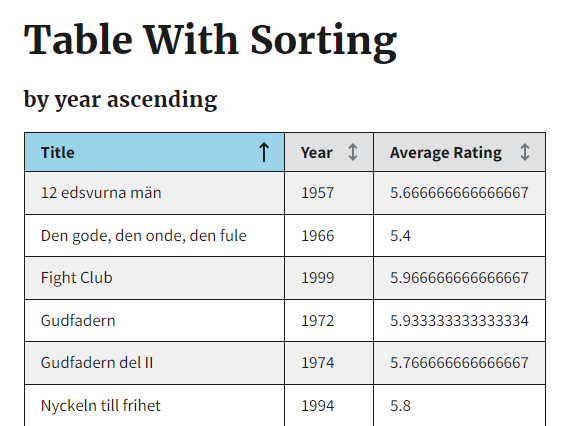 Table With Sorting
by year ascending
Title Year Average Rating
12 edsvurna män 1957 5.666666666666667
Den gode, den onde, den fule 1966 5.4
Fight Club 1999 5.966666666666667
Gudfadern 1972 5.933333333333334
Gudfadern del II 1974 5.766666666666667
Nyckeln till frihet 1994 5.8